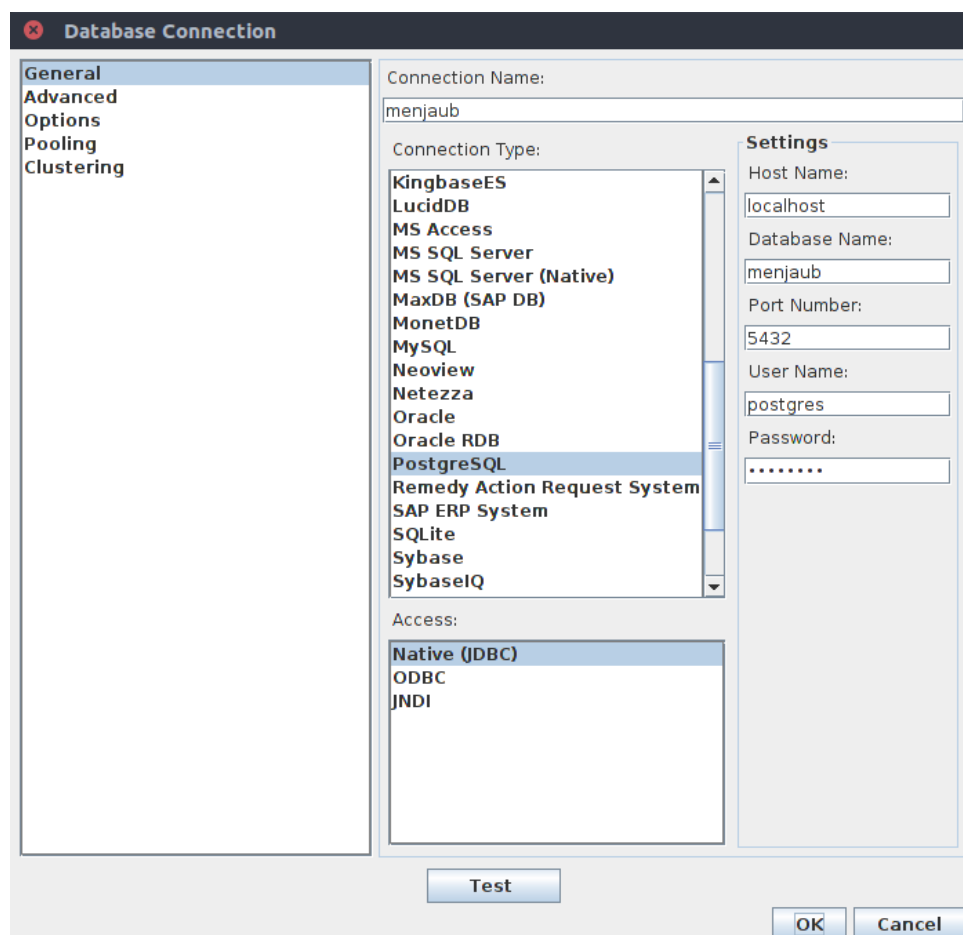 Database Connection
General
Advanced
Options
Pooling
Clustering
Connection Name:
menjaub
Connection Type:
KingbaseES
LucidDB
MS Access
MS SQL Server
MS SQL Server (Native)
MaxDB (SAP DB)
MonetDB
MySQL
Neoview
Netezza
Oracle
Oracle RDB
PostgreSQL
Remedy Action Request System
SAP ERP System
SQLite
Sybase
SybaseIQ
Access:
Native (JDBC)
ODBC
JNDI
Settings
Host Name:
localhost
Database Name:
menjaub
Port Number:
5432
User Name:
postgres
Password:
••••••••
Test
OK
Cancel